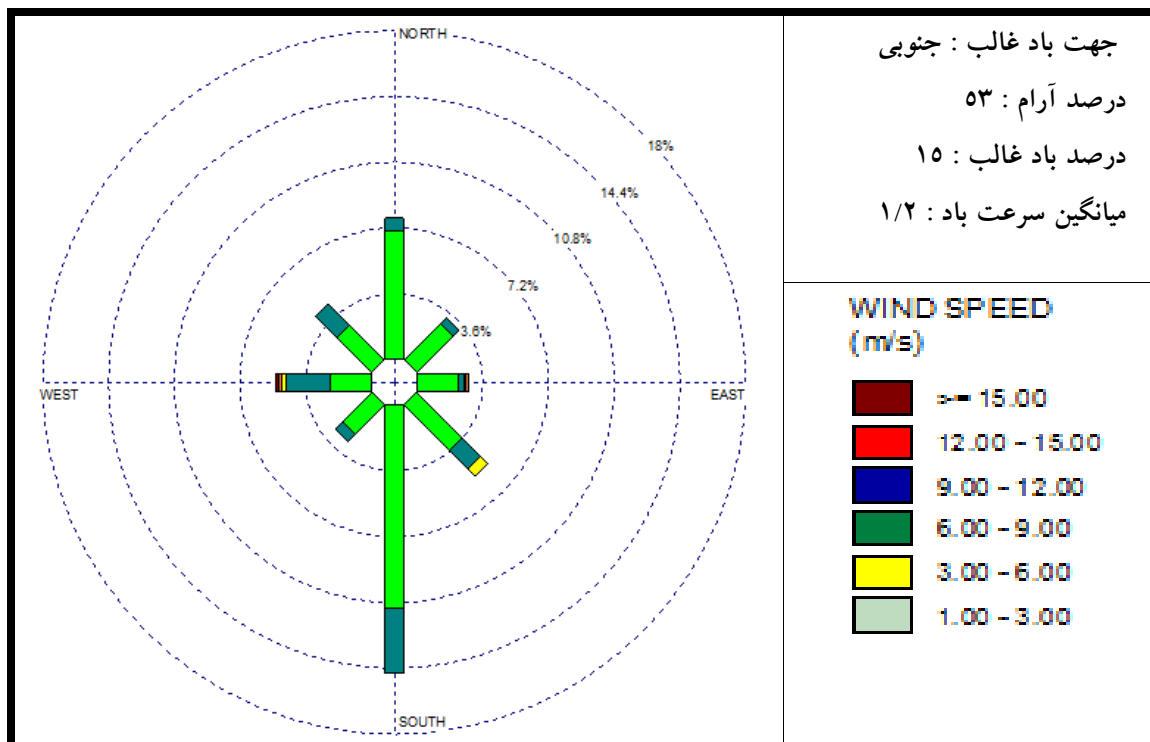 NORTH
18%
14.4%
10.8%
7.2%
3.6%
WEST
EAST
SOUTH
جهت باد غالب : جنوبی
درصد آرام : ۵۳
درصد باد غالب : ۱۵
میانگین سرعت باد : ۱/۲
WIND SPEED
(m/s)
>= 15.00
12.00 - 15.00
9.00 - 12.00
6.00 - 9.00
3.00 - 6.00
1.00 - 3.00